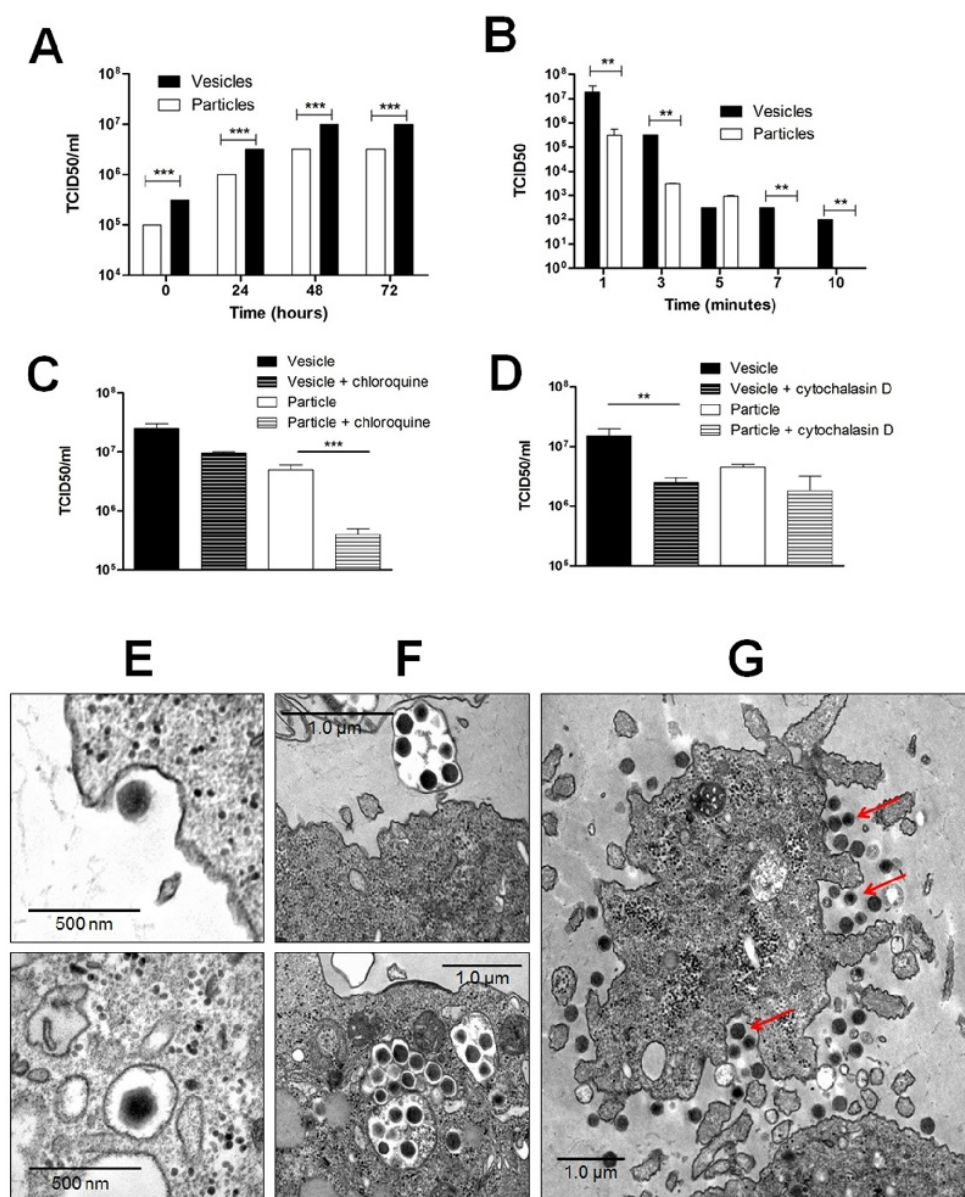 A
Vesicles
Particles
TCID50/ml
10⁸
10⁷
10⁶
10⁵
10⁴
***
***
***
***
0
24
48
72
Time (hours)
B
Vesicles
Particles
TCID50
10⁸
10⁷
10⁶
10⁵
10⁴
10³
10²
10¹
10⁰
**
**
**
**
1
3
5
7
10
Time (minutes)
C
Vesicle
Vesicle + chloroquine
Particle
Particle + chloroquine
TCID50/ml
10⁸
10⁷
10⁶
10⁵
***
D
Vesicle
Vesicle + cytochalasin D
Particle
Particle + cytochalasin D
TCID50/ml
10⁸
10⁷
10⁶
10⁵
**
E
500 nm
500 nm
F
1.0 µm
1.0 µm
G
1.0 µm